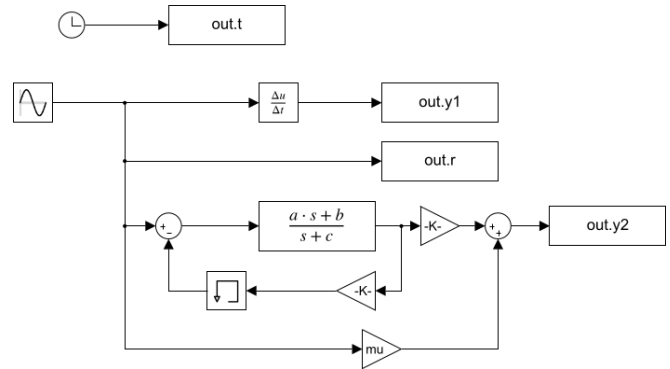 out.t
Δu
Δt
out.y1
out.r
+
−
a · s + b
s + c
-K-
+
+
out.y2
-K-
mu